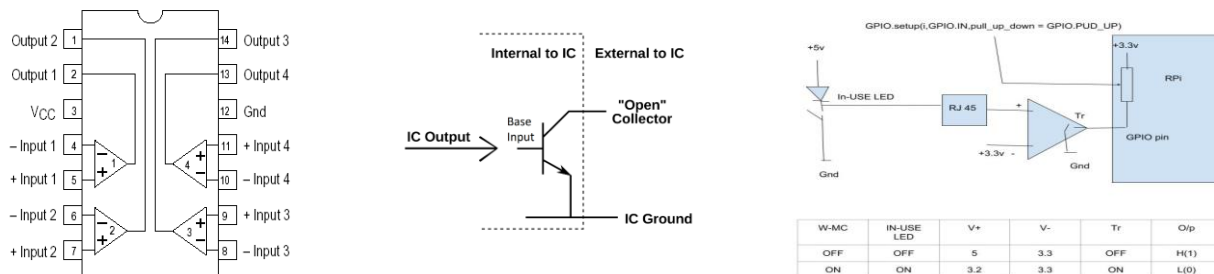 Output 2 1 14 Output 3
Output 1 2 13 Output 4
VCC 3 12 Gnd
– Input 1 4 11 + Input 4
+ Input 1 5 10 – Input 4
– Input 2 6 9 + Input 3
+ Input 2 7 8 – Input 3
– + 1
+ – 4
– + 2
+ – 3
Internal to IC External to IC
"Open"
Collector
Base
Input
IC Output
IC Ground
GPIO.setup(i,GPIO.IN,pull_up_down = GPIO.PUD_UP)
+5v
+3.3v
RPi
In-USE LED
RJ 45
+
Tr
GPIO pin
+3.3v -
Gnd
Gnd
W-MC IN-USE LED V+ V- Tr O/p
OFF OFF 5 3.3 OFF H(1)
ON ON 3.2 3.3 ON L(0)